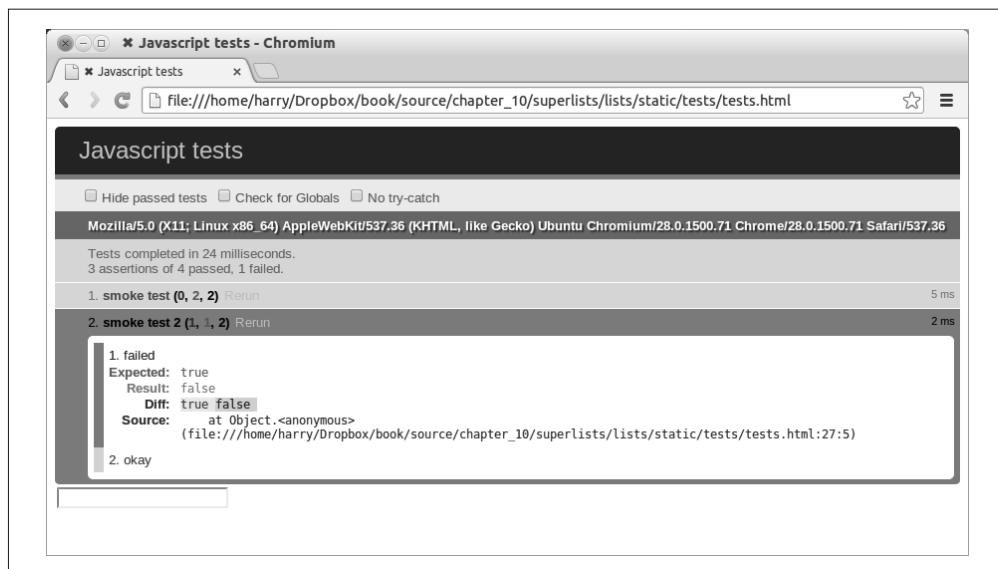 ✖ Javascript tests - Chromium
✖ Javascript tests ×
file:///home/harry/Dropbox/book/source/chapter_10/superlists/lists/static/tests/tests.html
Javascript tests
Hide passed tests Check for Globals No try-catch
Mozilla/5.0 (X11; Linux x86_64) AppleWebKit/537.36 (KHTML, like Gecko) Ubuntu Chromium/28.0.1500.71 Chrome/28.0.1500.71 Safari/537.36
Tests completed in 24 milliseconds.
3 assertions of 4 passed, 1 failed.
1. smoke test (0, 2, 2) Rerun 5 ms
2. smoke test 2 (1, 1, 2) Rerun 2 ms
1. failed
Expected: true
Result: false
Diff: true false
Source: at Object.<anonymous>
(file:///home/harry/Dropbox/book/source/chapter_10/superlists/lists/static/tests/tests.html:27:5)
2. okay